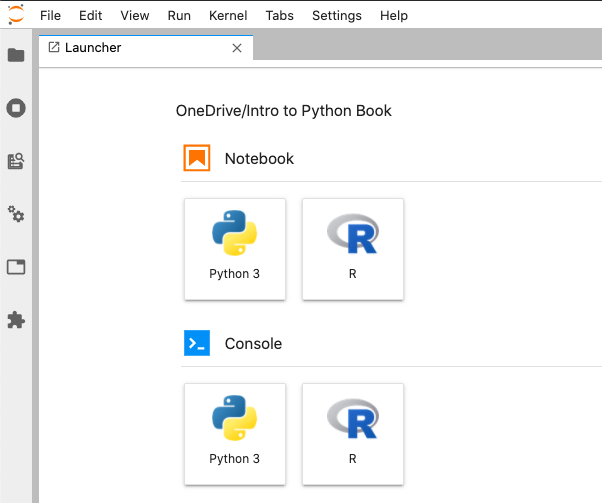 File Edit View Run Kernel Tabs Settings Help
Launcher
OneDrive/Intro to Python Book
Notebook
Python 3 R
Console
Python 3 R